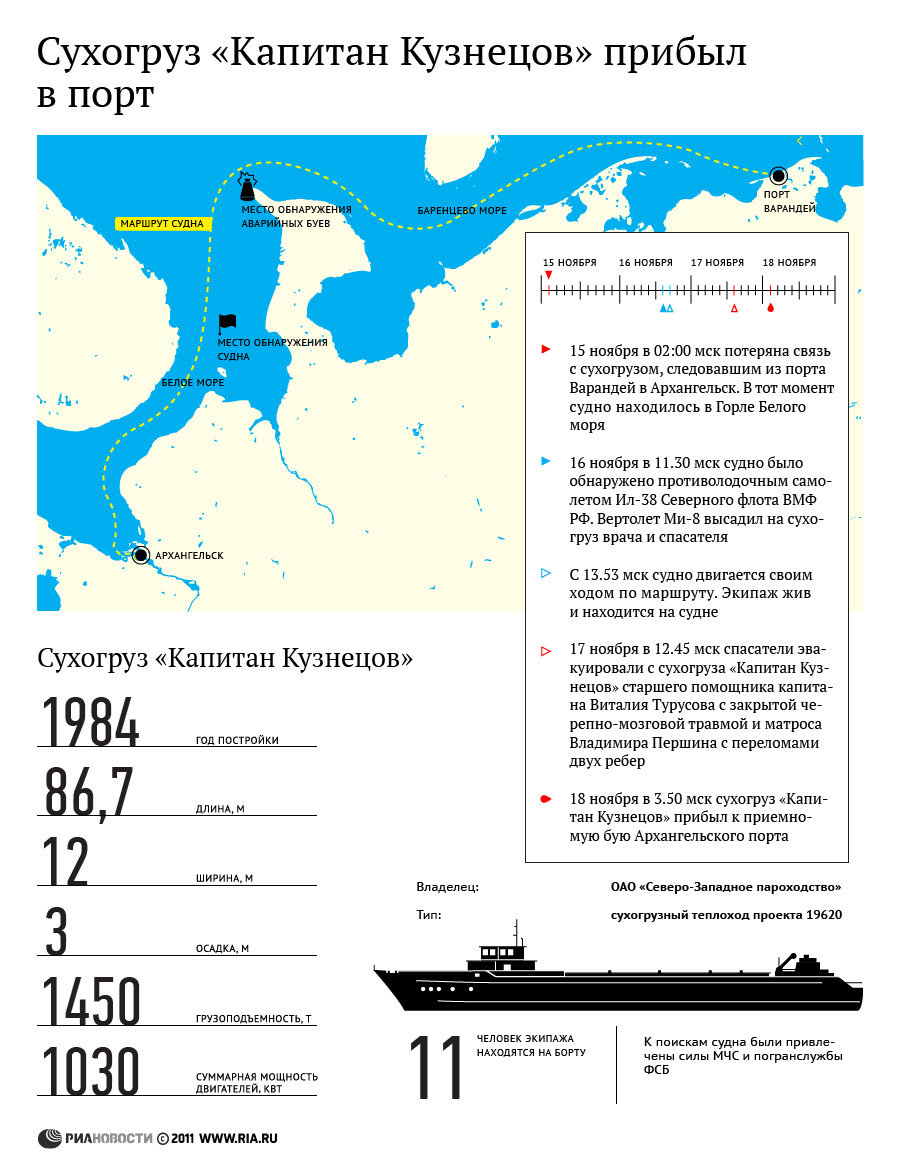 Сухогруз «Капитан Кузнецов» прибыл
в порт
МАРШРУТ СУДНА
МЕСТО ОБНАРУЖЕНИЯ
АВАРИЙНЫХ БУЕВ
БАРЕНЦЕВО МОРЕ
ПОРТ
ВАРАНДЕЙ
МЕСТО ОБНАРУЖЕНИЯ
СУДНА
БЕЛОЕ МОРЕ
АРХАНГЕЛЬСК
15 НОЯБРЯ
16 НОЯБРЯ
17 НОЯБРЯ
18 НОЯБРЯ
15 ноября в 02:00 мск потеряна связь
с сухогрузом, следовавшим из порта
Варандей в Архангельск. В тот момент
судно находилось в Горле Белого
моря
16 ноября в 11.30 мск судно было
обнаружено противолодочным само-
летом Ил-38 Северного флота ВМФ
РФ. Вертолет Ми-8 высадил на сухо-
груз врача и спасателя
С 13.53 мск судно двигается своим
ходом по маршруту. Экипаж жив
и находится на судне
17 ноября в 12.45 мск спасатели эва-
куировали с сухогруза «Капитан Куз-
нецов» старшего помощника капита-
на Виталия Турусова с закрытой че-
репно-мозговой травмой и матроса
Владимира Першина с переломами
двух ребер
18 ноября в 3.50 мск сухогруз «Капи-
тан Кузнецов» прибыл к приемно-
мую бую Архангельского порта
Сухогруз «Капитан Кузнецов»
1984 ГОД ПОСТРОЙКИ
86,7 ДЛИНА, М
12 ШИРИНА, М
3 ОСАДКА, М
1450 ГРУЗОПОДЪЕМНОСТЬ, Т
1030 СУММАРНАЯ МОЩНОСТЬ
ДВИГАТЕЛЕЙ, КВТ
Владелец: ОАО «Северо-Западное пароходство»
Тип: сухогрузный теплоход проекта 19620
11 ЧЕЛОВЕК ЭКИПАЖА
НАХОДЯТСЯ НА БОРТУ
К поискам судна были привле-
чены силы МЧС и погранслужбы
ФСБ
РИАНОВОСТИ © 2011 WWW.RIA.RU